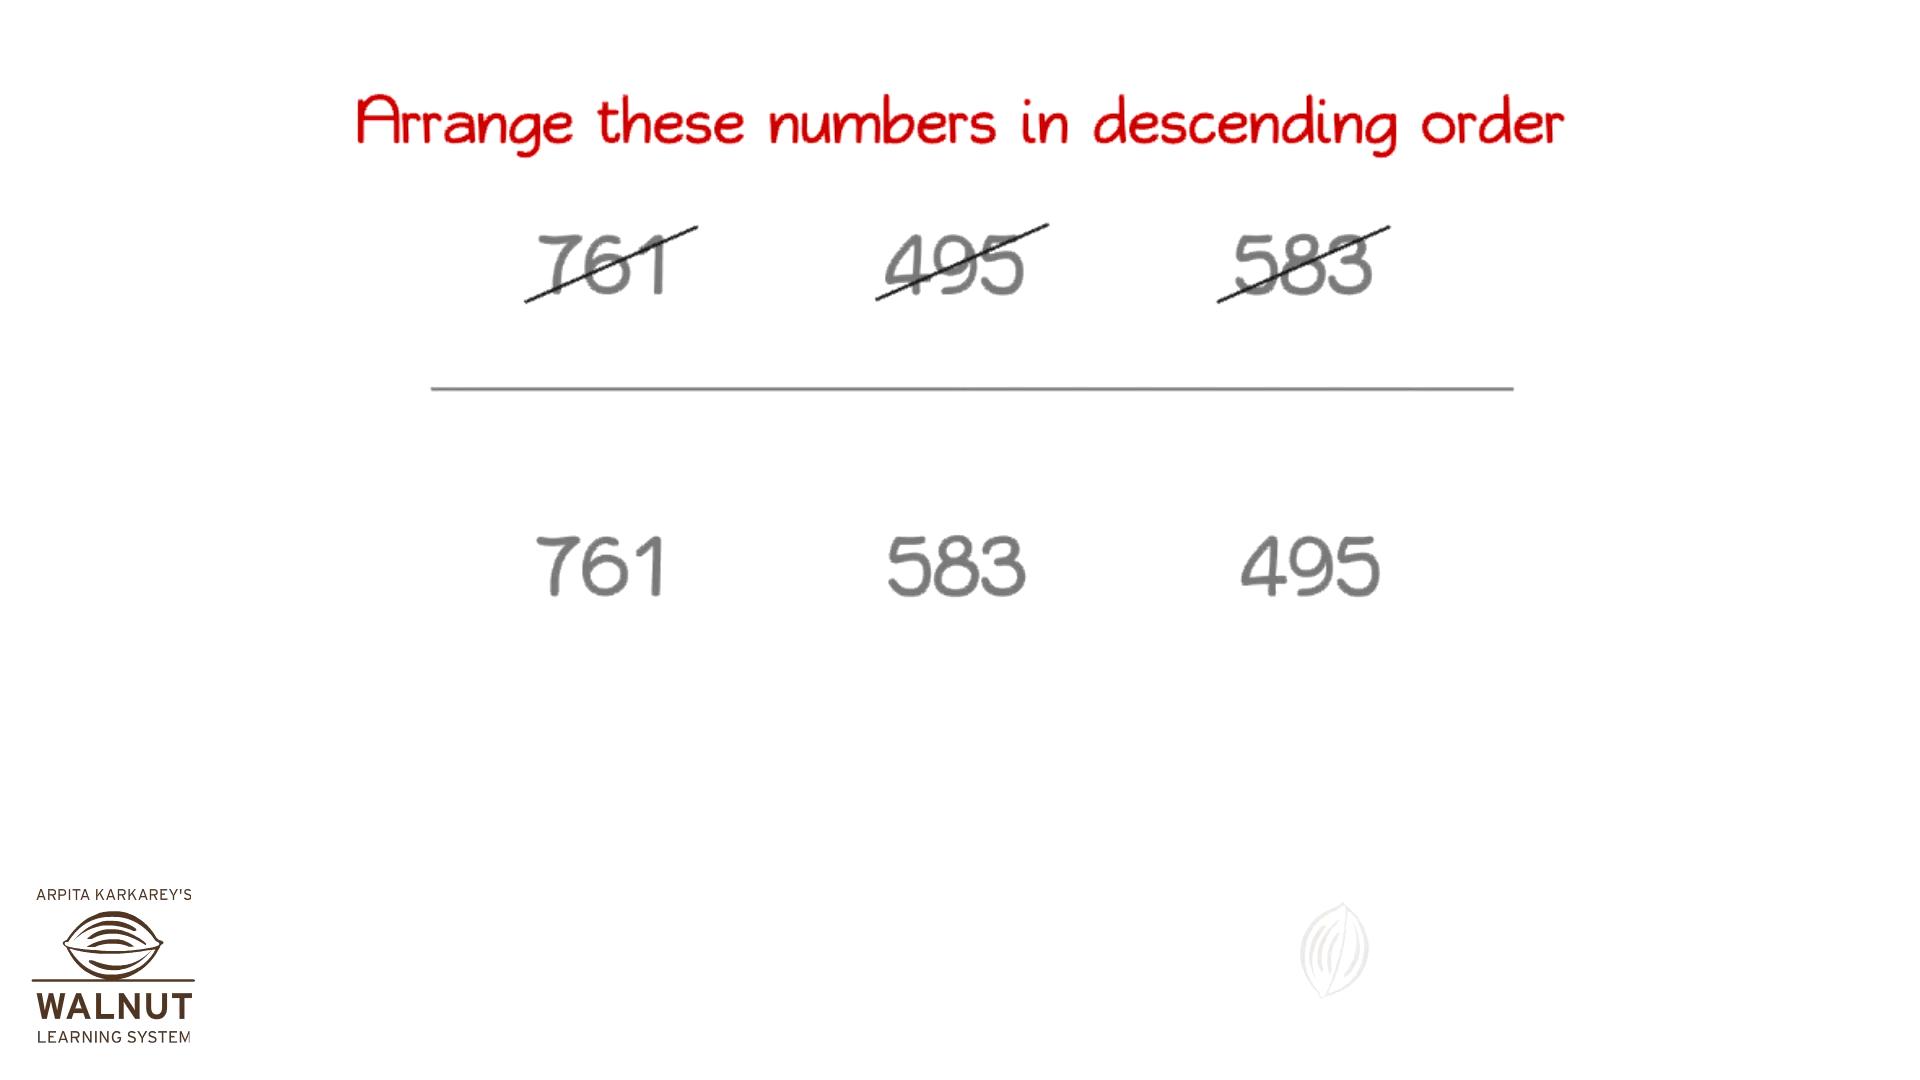 Arrange these numbers in descending order
761 495 583
761 583 495
ARPITA KARKAREY'S
WALNUT
LEARNING SYSTEM